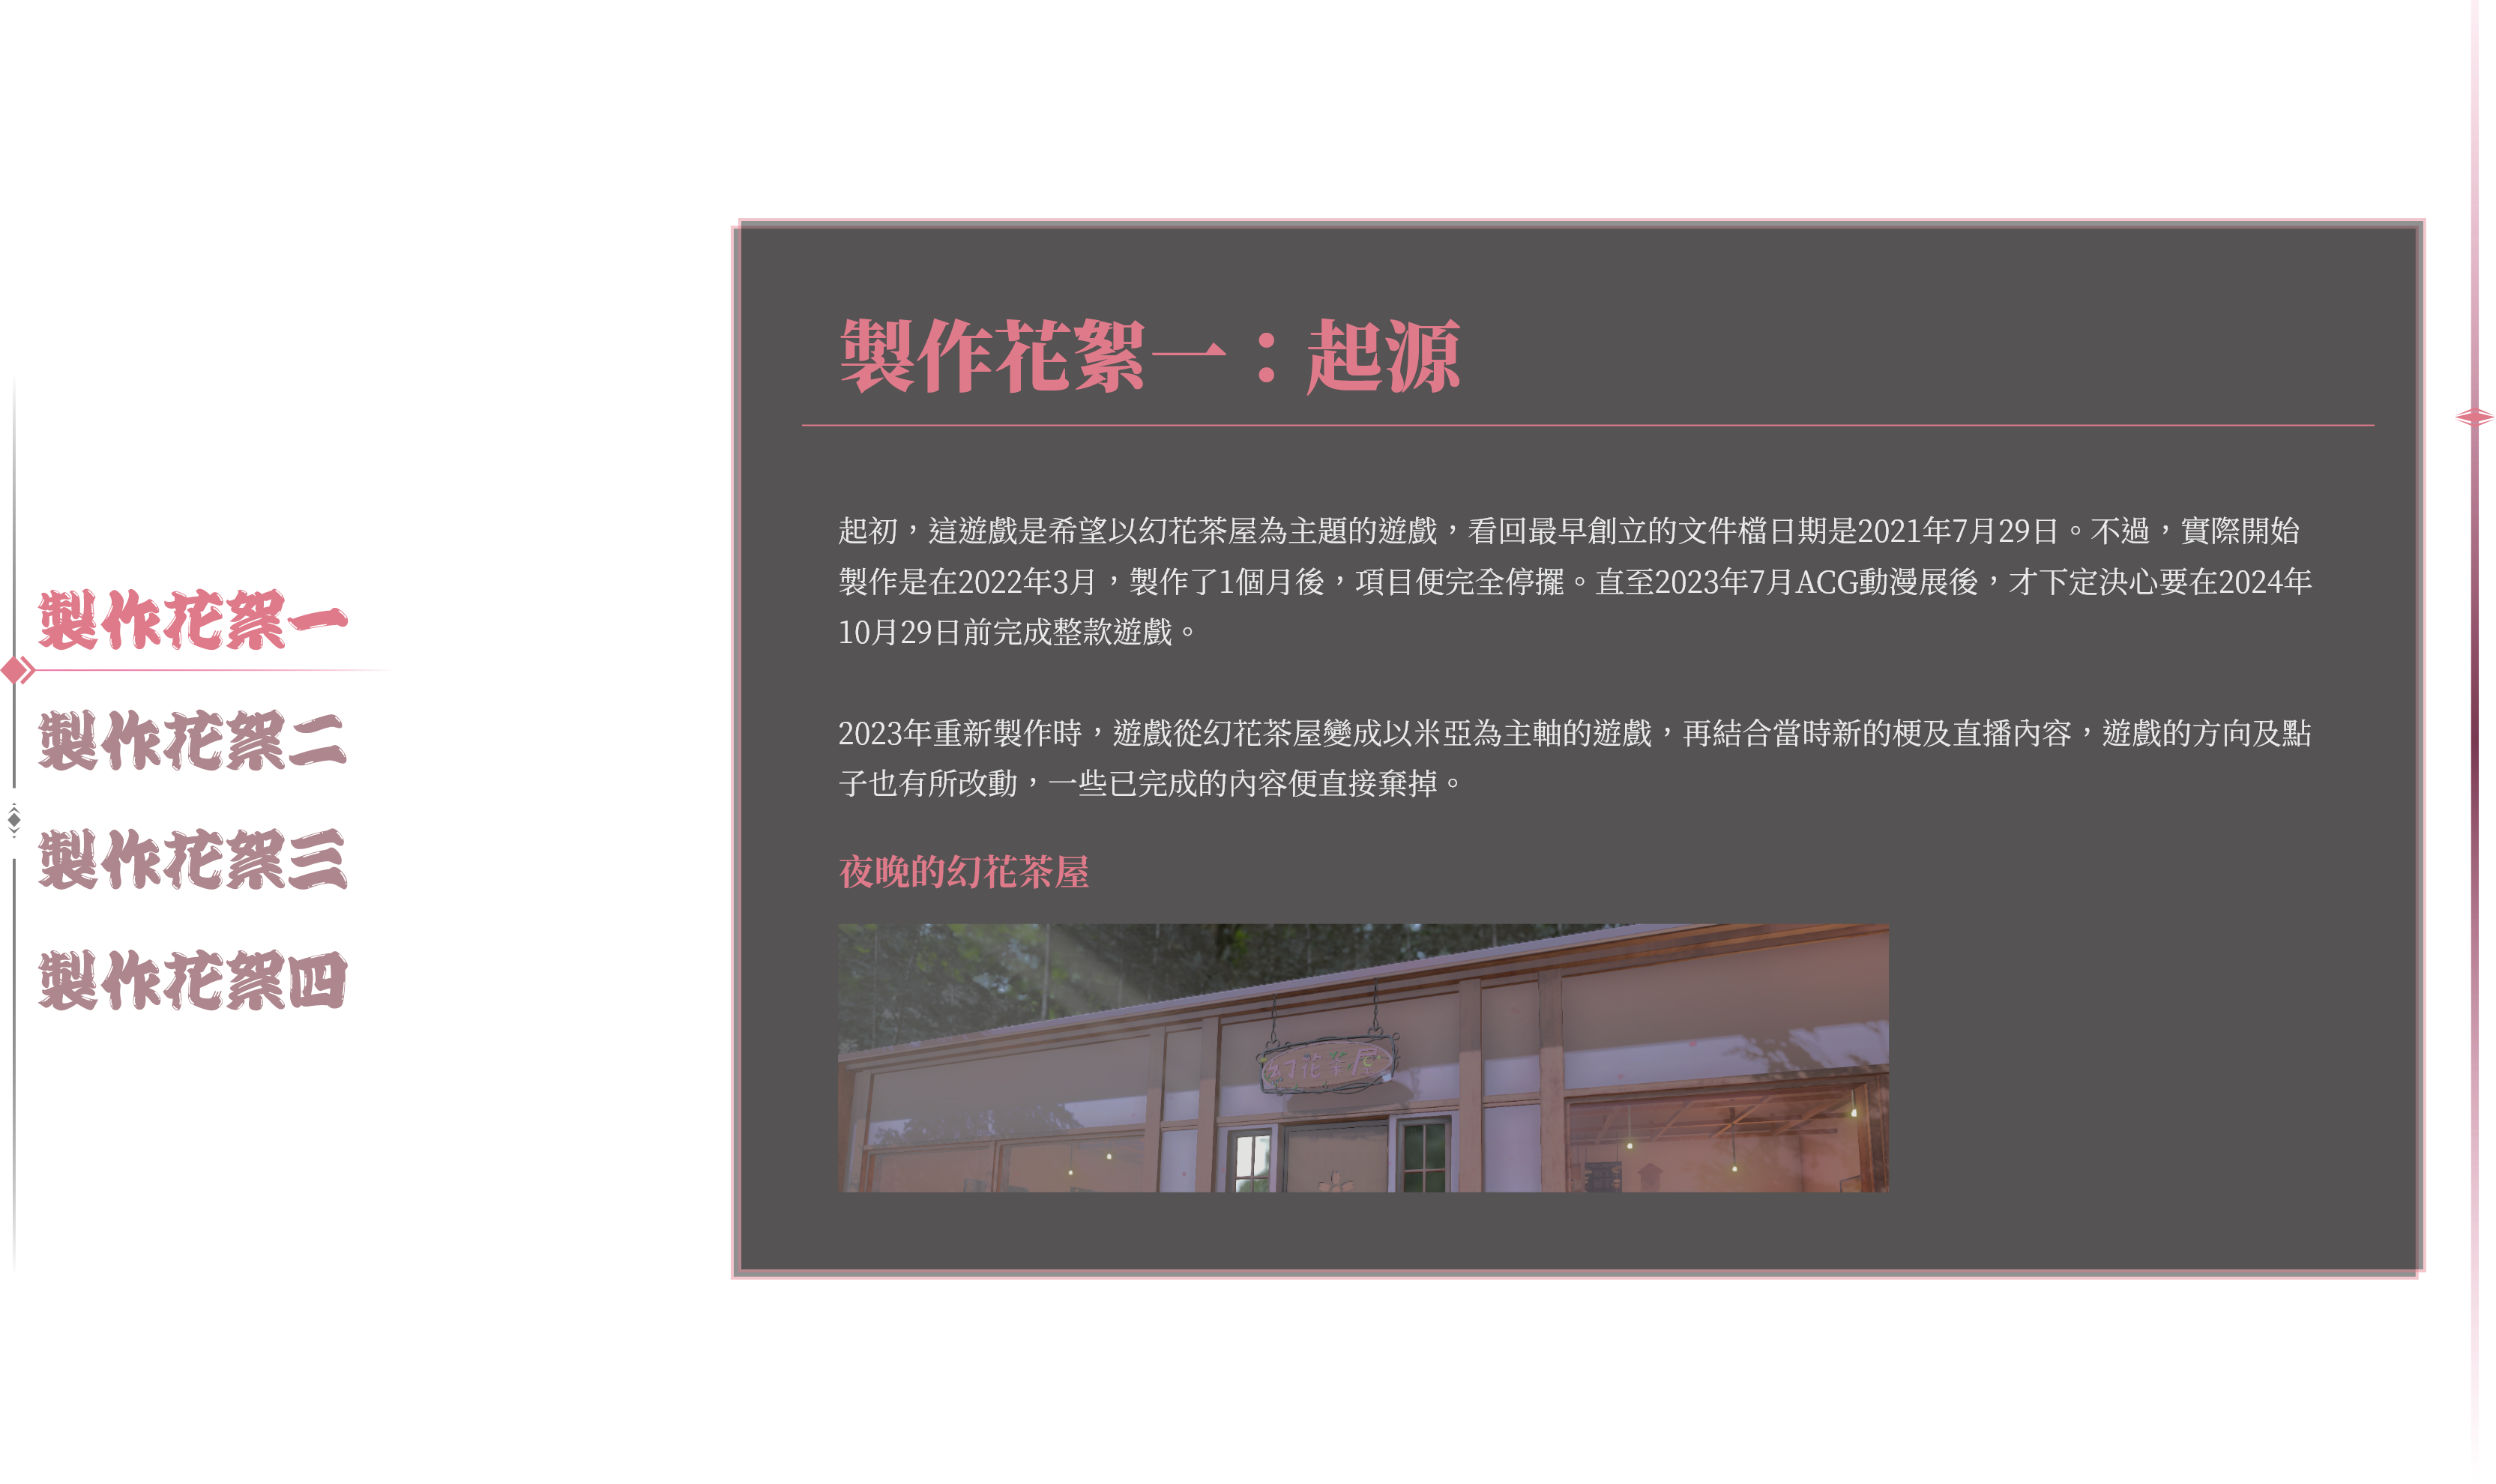 製作花絮一
製作花絮二
製作花絮三
製作花絮四
製作花絮一：起源
起初，這遊戲是希望以幻花茶屋為主題的遊戲，看回最早創立的文件檔日期是2021年7月29日。不過，實際開始
製作是在2022年3月，製作了1個月後，項目便完全停擺。直至2023年7月ACG動漫展後，才下定決心要在2024年
10月29日前完成整款遊戲。
2023年重新製作時，遊戲從幻花茶屋變成以米亞為主軸的遊戲，再結合當時新的梗及直播內容，遊戲的方向及點
子也有所改動，一些已完成的內容便直接棄掉。
夜晚的幻花茶屋
幻花茶屋